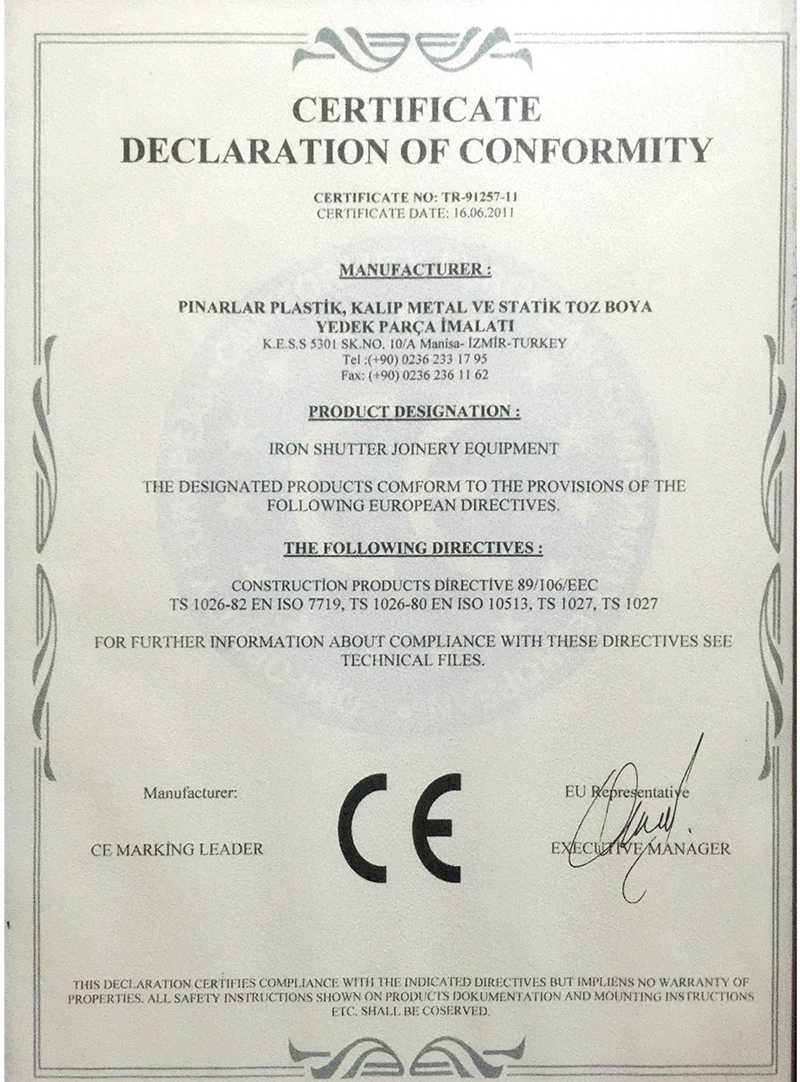 CERTIFICATE
DECLARATION OF CONFORMITY
CERTIFICATE NO: TR-91257-11
CERTIFICATE DATE: 16.06.2011
MANUFACTURER :
PINARLAR PLASTİK, KALIP METAL VE STATİK TOZ BOYA
YEDEK PARÇA İMALATI
K.E.S.S 5301 SK.NO. 10/A Manisa- İZMİR-TURKEY
Tel :(+90) 0236 233 17 95
Fax: (+90) 0236 236 11 62
PRODUCT DESIGNATION :
IRON SHUTTER JOINERY EQUIPMENT
THE DESIGNATED PRODUCTS COMFORM TO THE PROVISIONS OF THE
FOLLOWING EUROPEAN DIRECTIVES.
THE FOLLOWING DIRECTIVES :
CONSTRUCTİON PRODUCTS DİRECTİVE 89/106/EEC
TS 1026-82 EN ISO 7719, TS 1026-80 EN ISO 10513, TS 1027, TS 1027
FOR FURTHER INFORMATION ABOUT COMPLIANCE WITH THESE DIRECTIVES SEE
TECHNICAL FILES.
Manufacturer:
CE MARKİNG LEADER
CE
EU Representative
EXECUTİVE MANAGER
THIS DECLARATION CERTİFIES COMPLIANCE WITH THE INDICATED DIRECTIVES BUT IMPLIENS NO WARRANTY OF
PROPERTIES. ALL SAFETY INSTRUCTIONS SHOWN ON PRODUCTS DOKUMENTATION AND MOUNTING INSTRUCTIONS
ETC. SHALL BE COSERVED.